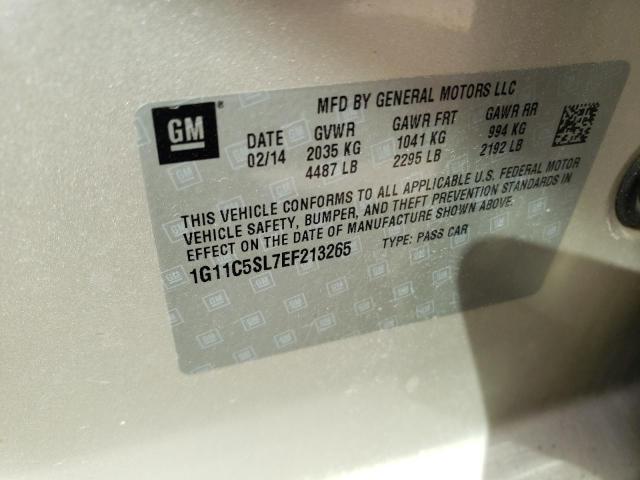 MFD BY GENERAL MOTORS LLC
GM ®
DATE GVWR GAWR FRT GAWR RR
02/14 2035 KG 1041 KG 994 KG
4487 LB 2295 LB 2192 LB
THIS VEHICLE CONFORMS TO ALL APPLICABLE U.S. FEDERAL MOTOR
VEHICLE SAFETY, BUMPER, AND THEFT PREVENTION STANDARDS IN
EFFECT ON THE DATE OF MANUFACTURE SHOWN ABOVE.
1G11C5SL7EF213265 TYPE: PASS CAR